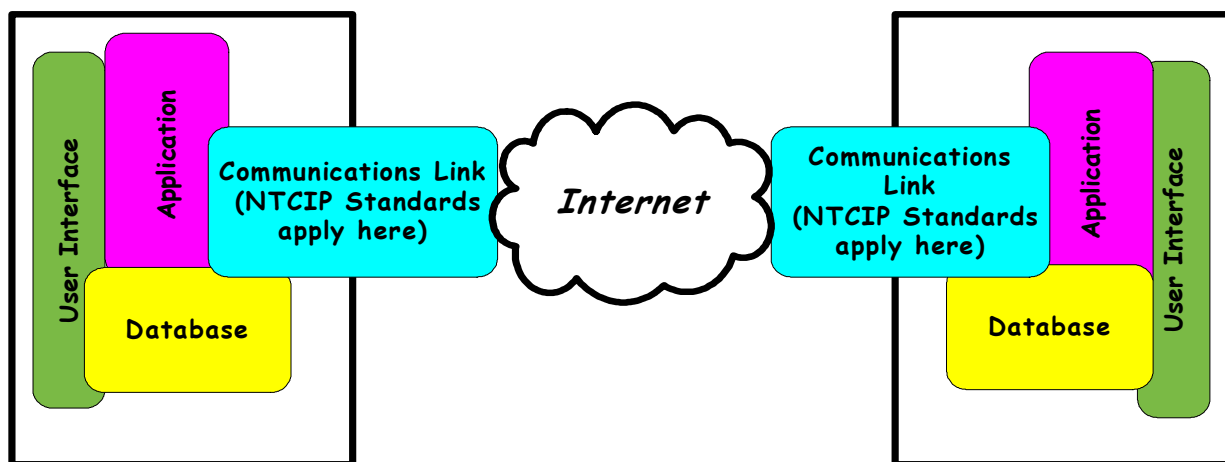 User Interface
Application
Communications Link
(NTCIP Standards
apply here)
Database
Internet
Communications
Link
(NTCIP Standards
apply here)
Application
User Interface
Database